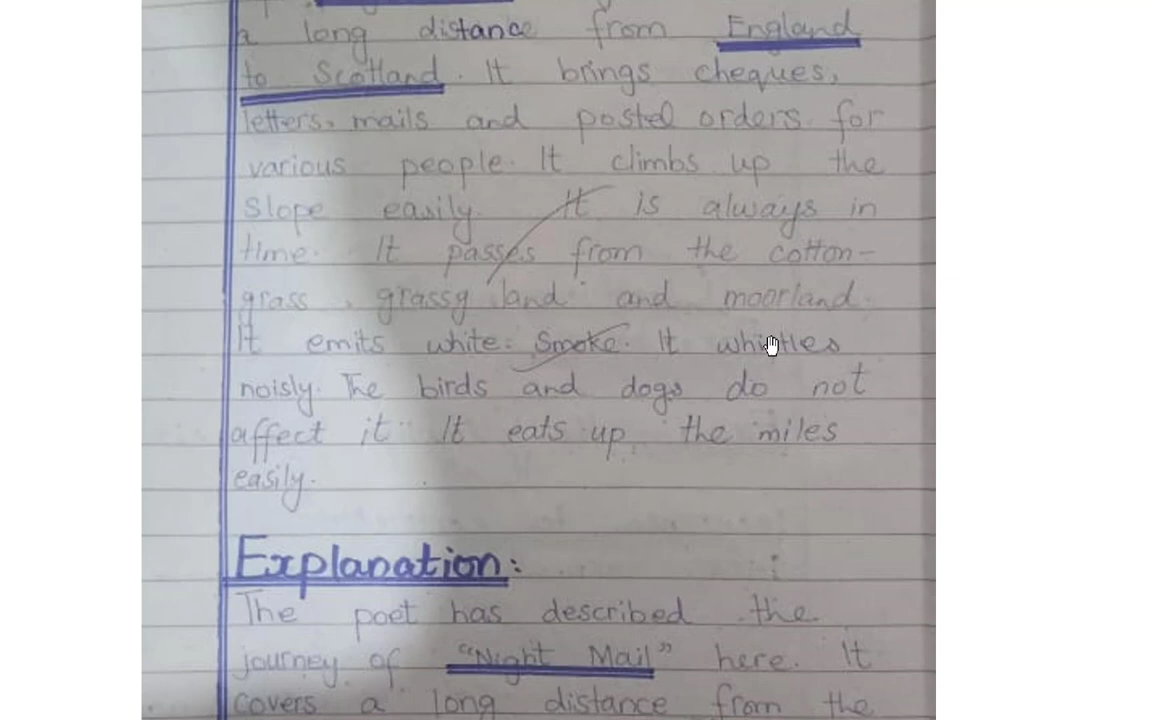 a long distance from England
to Scotland. It brings cheques,
letters, mails and postel orders for
various people. It climbs up the
slope easily. It is always in
time. It passes from the cotton-
grass, grassy land and moorland.
It emits white. Smoke. It whistles
noisly. The birds and dogs do not
affect it. It eats up the miles
easily.
Explanation:
The poet has described the
journey of "Night Mail" here. It
covers a long distance from the